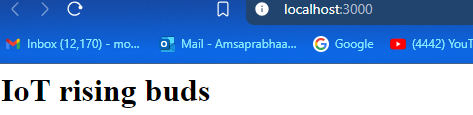 localhost:3000
Inbox (12,170) - mo... Mail - Amsaprabhaa... Google (4442) YouT
IoT rising buds